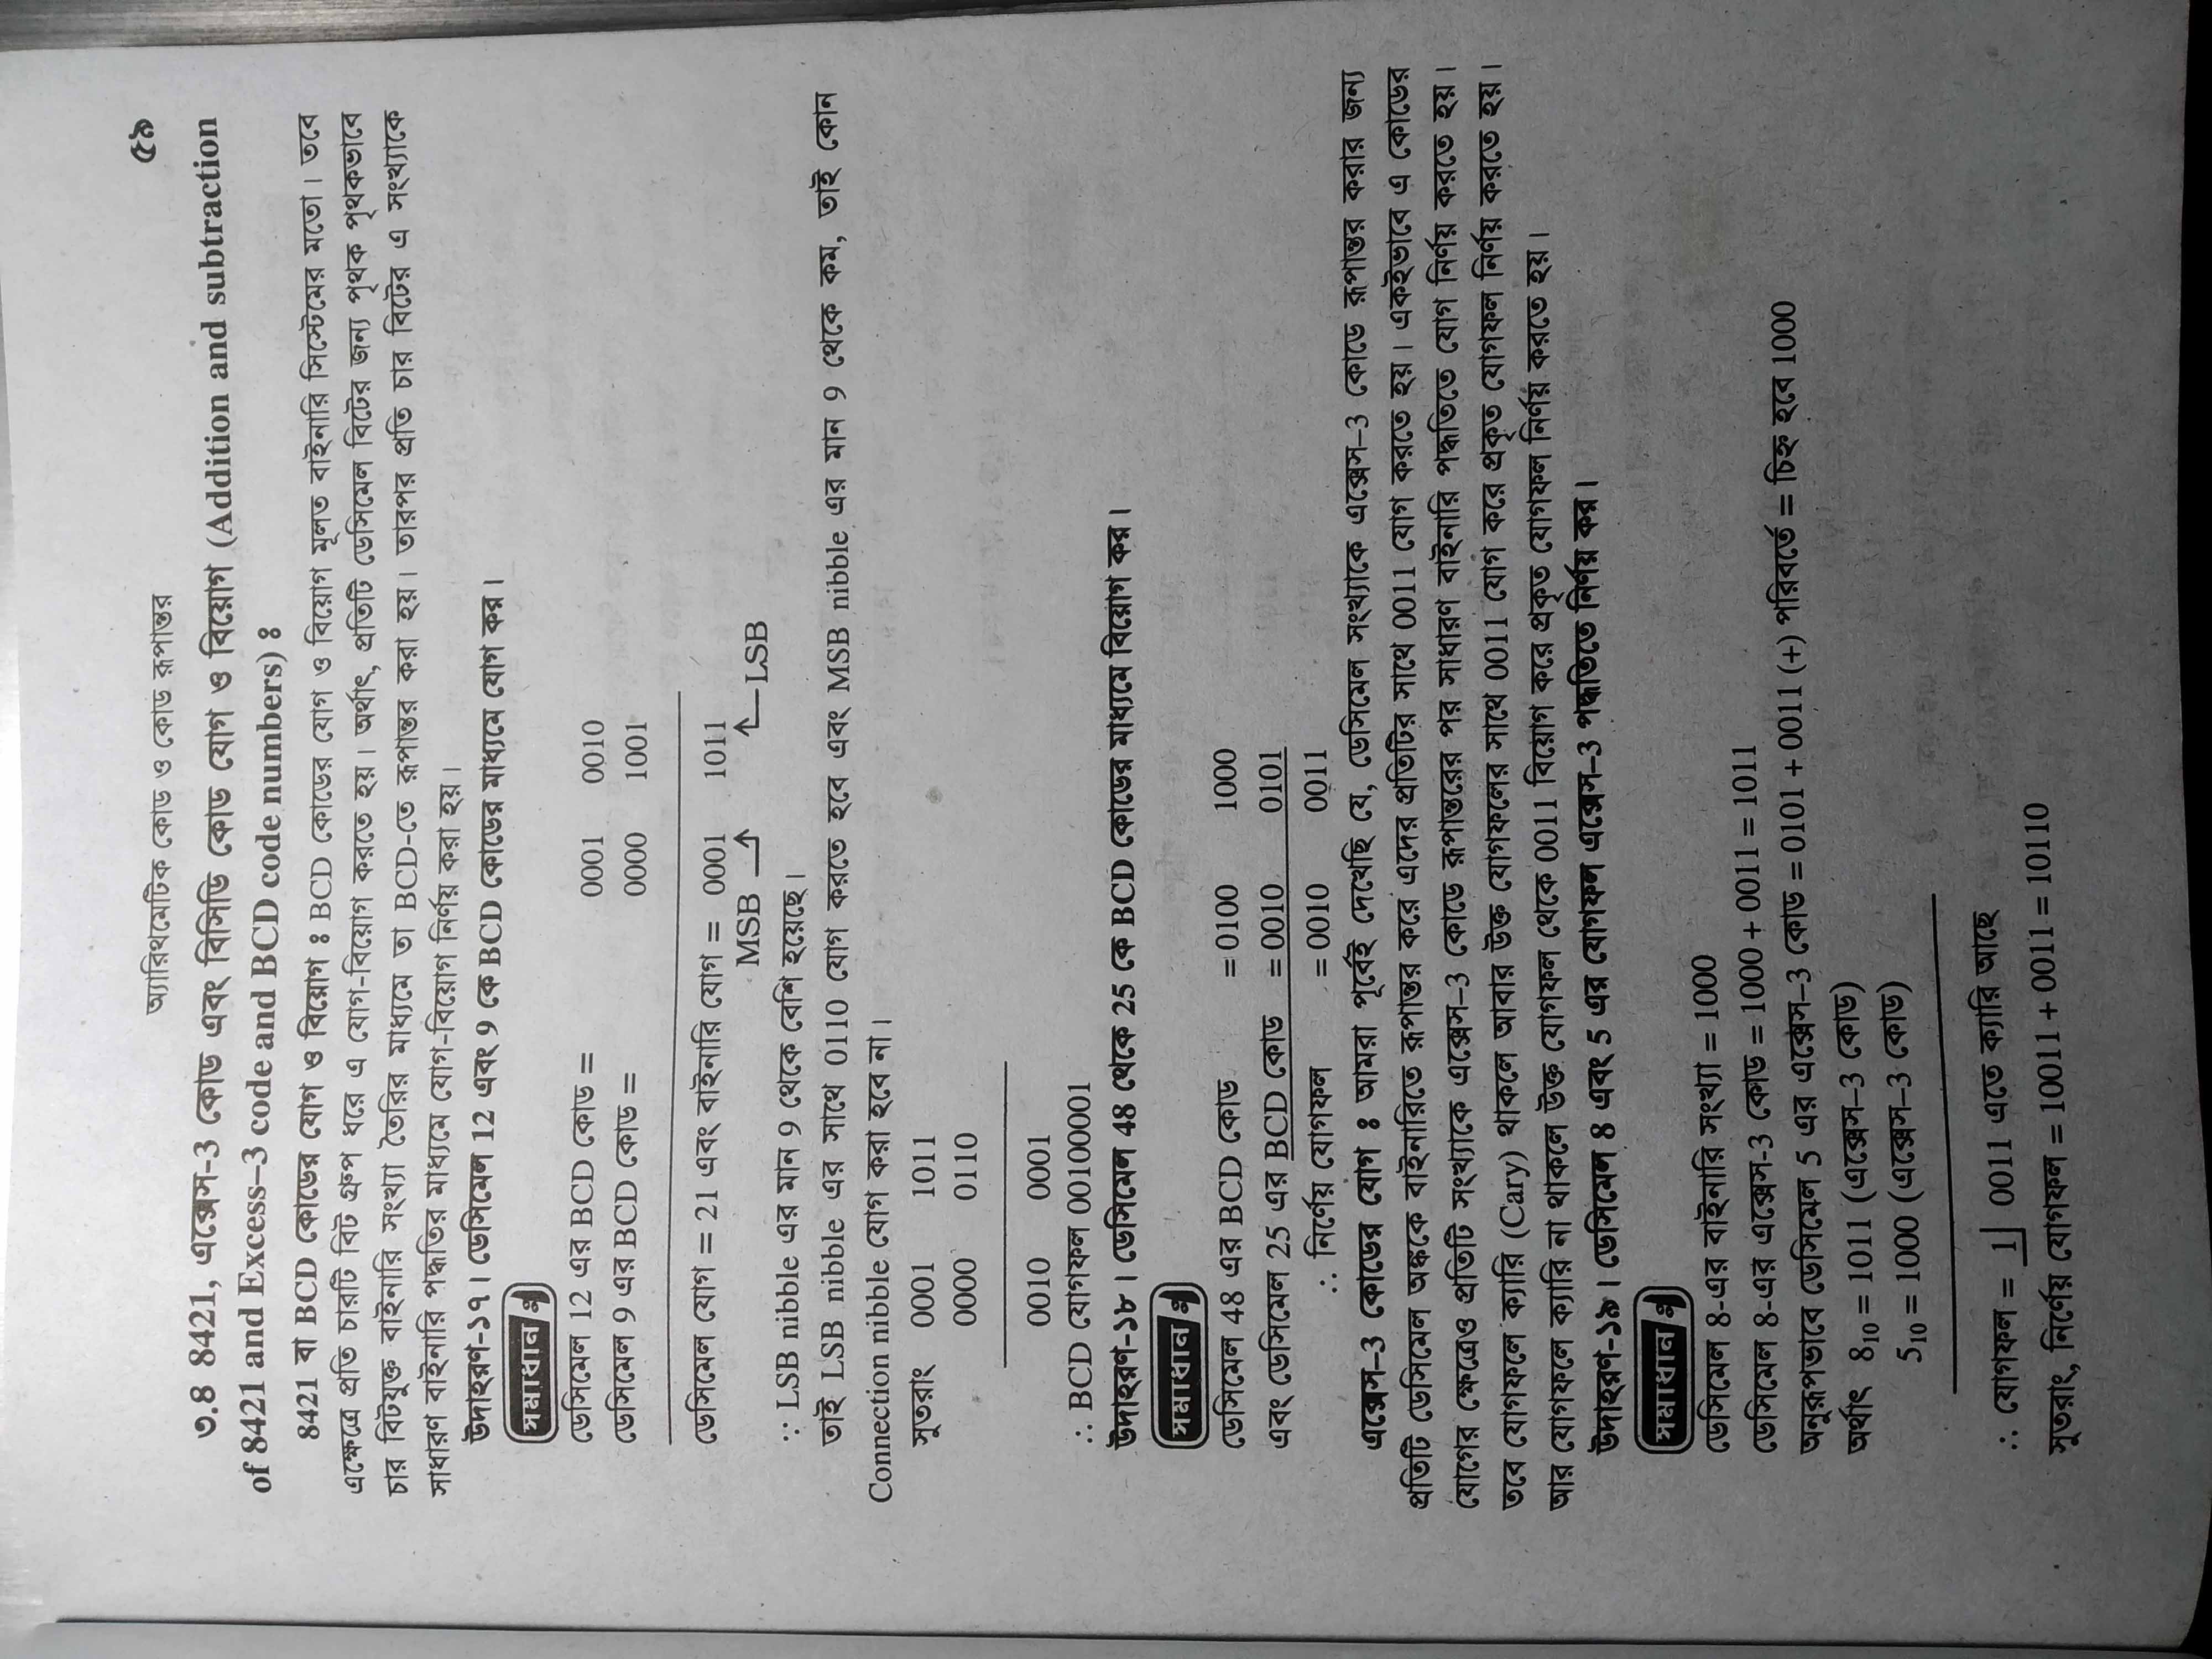 অ্যারিথমেটিক কোড ও কোড রূপান্তর ৫৯
৩.৪ 8421, এক্সেস-3 কোড এবং বিসিডি কোড যোগ ও বিয়োগ (Addition and subtraction
of 8421 and Excess–3 code and BCD code numbers) ঃ
8421 বা BCD কোডের যোগ ও বিয়োগ ঃ BCD কোডের যোগ ও বিয়োগ মূলত বাইনারি সিস্টেমের মতো। তবে
এক্ষেত্রে প্রতি চারটি বিট গ্রুপ ধরে এ যোগ-বিয়োগ করতে হয়। অর্থাৎ, প্রতিটি ডেসিমেল বিটের জন্য পৃথক পৃথকভাবে
চার বিটযুক্ত বাইনারি সংখ্যা তৈরির মাধ্যমে তা BCD-তে রূপান্তর করা হয়। তারপর প্রতি চার বিটের এ সংখ্যাকে
সাধারণ বাইনারি পদ্ধতির মাধ্যমে যোগ-বিয়োগ নির্ণয় করা হয়।
উদাহরণ-১৭। ডেসিমেল 12 এবং 9 কে BCD কোডের মাধ্যমে যোগ কর।
সমাধান ঃ
ডেসিমেল 12 এর BCD কোড = 0001 0010
ডেসিমেল 9 এর BCD কোড = 0000 1001
ডেসিমেল যোগ = 21 এবং বাইনারি যোগ = 0001 1011
MSB LSB
∵ LSB nibble এর মান 9 থেকে বেশি হয়েছে।
তাই LSB nibble এর সাথে 0110 যোগ করতে হবে এবং MSB nibble এর মান 9 থেকে কম, তাই কোন
Connection nibble যোগ করা হবে না।
সুতরাং 0001 1011
0000 0110
0010 0001
∴ BCD যোগফল 00100001
উদাহরণ-১৮। ডেসিমেল 48 থেকে 25 কে BCD কোডের মাধ্যমে বিয়োগ কর।
সমাধান ঃ
ডেসিমেল 48 এর BCD কোড = 0100 1000
এবং ডেসিমেল 25 এর BCD কোড = 0010 0101
∴ নির্ণেয় যোগফল = 0010 0011
এক্সেস–3 কোডের যোগ ঃ আমরা পূর্বেই দেখেছি যে, ডেসিমেল সংখ্যাকে এক্সেস–3 কোডে রূপান্তর করার জন্য
প্রতিটি ডেসিমেল অঙ্ককে বাইনারিতে রূপান্তর করে এদের প্রতিটির সাথে 0011 যোগ করতে হয়। একইভাবে এ কোডের
যোগের ক্ষেত্রেও প্রতিটি সংখ্যাকে এক্সেস–3 কোডে রূপান্তরের পর সাধারণ বাইনারি পদ্ধতিতে যোগ নির্ণয় করতে হয়।
তবে যোগফলে ক্যারি (Cary) থাকলে আবার উক্ত যোগফলের সাথে 0011 যোগ করে প্রকৃত যোগফল নির্ণয় করতে হয়।
আর যোগফলে ক্যারি না থাকলে উক্ত যোগফল থেকে 0011 বিয়োগ করে প্রকৃত যোগফল নির্ণয় করতে হয়।
উদাহরণ-১৯। ডেসিমেল 8 এবং 5 এর যোগফল এক্সেস–3 পদ্ধতিতে নির্ণয় কর।
সমাধান ঃ
ডেসিমেল 8-এর বাইনারি সংখ্যা = 1000
ডেসিমেল 8-এর এক্সেস-3 কোড = 1000 + 0011 = 1011
অনুরূপভাবে ডেসিমেল 5 এর এক্সেস–3 কোড = 0101 + 0011 (+) পরিবর্তে = চিহ্ন হবে 1000
অর্থাৎ 8₁₀ = 1011 (এক্সেস–3 কোড)
5₁₀ = 1000 (এক্সেস–3 কোড)
∴ যোগফল = 1| 0011 এতে ক্যারি আছে
সুতরাং, নির্ণেয় যোগফল = 10011 + 0011 = 10110